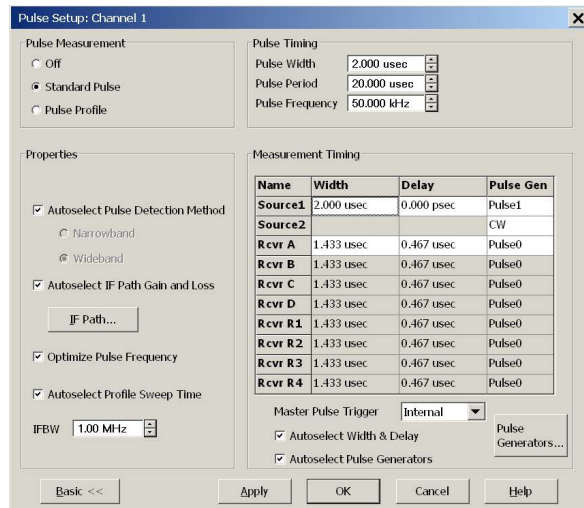 Pulse Setup: Channel 1
Pulse Measurement
Off
Standard Pulse
Pulse Profile
Pulse Timing
Pulse Width 2.000 usec
Pulse Period 20.000 usec
Pulse Frequency 50.000 kHz
Properties
Autoselect Pulse Detection Method
Narrowband
Wideband
Autoselect IF Path Gain and Loss
IF Path...
Optimize Pulse Frequency
Autoselect Profile Sweep Time
IFBW 1.00 MHz
Measurement Timing
Name Width Delay Pulse Gen
Source1 2.000 usec 0.000 psec Pulse1
Source2 CW
Rcvr A 1.433 usec 0.467 usec Pulse0
Rcvr B 1.433 usec 0.467 usec Pulse0
Rcvr C 1.433 usec 0.467 usec Pulse0
Rcvr D 1.433 usec 0.467 usec Pulse0
Rcvr R1 1.433 usec 0.467 usec Pulse0
Rcvr R2 1.433 usec 0.467 usec Pulse0
Rcvr R3 1.433 usec 0.467 usec Pulse0
Rcvr R4 1.433 usec 0.467 usec Pulse0
Master Pulse Trigger Internal
Autoselect Width & Delay
Autoselect Pulse Generators
Pulse
Generators...
Basic << Apply OK Cancel Help